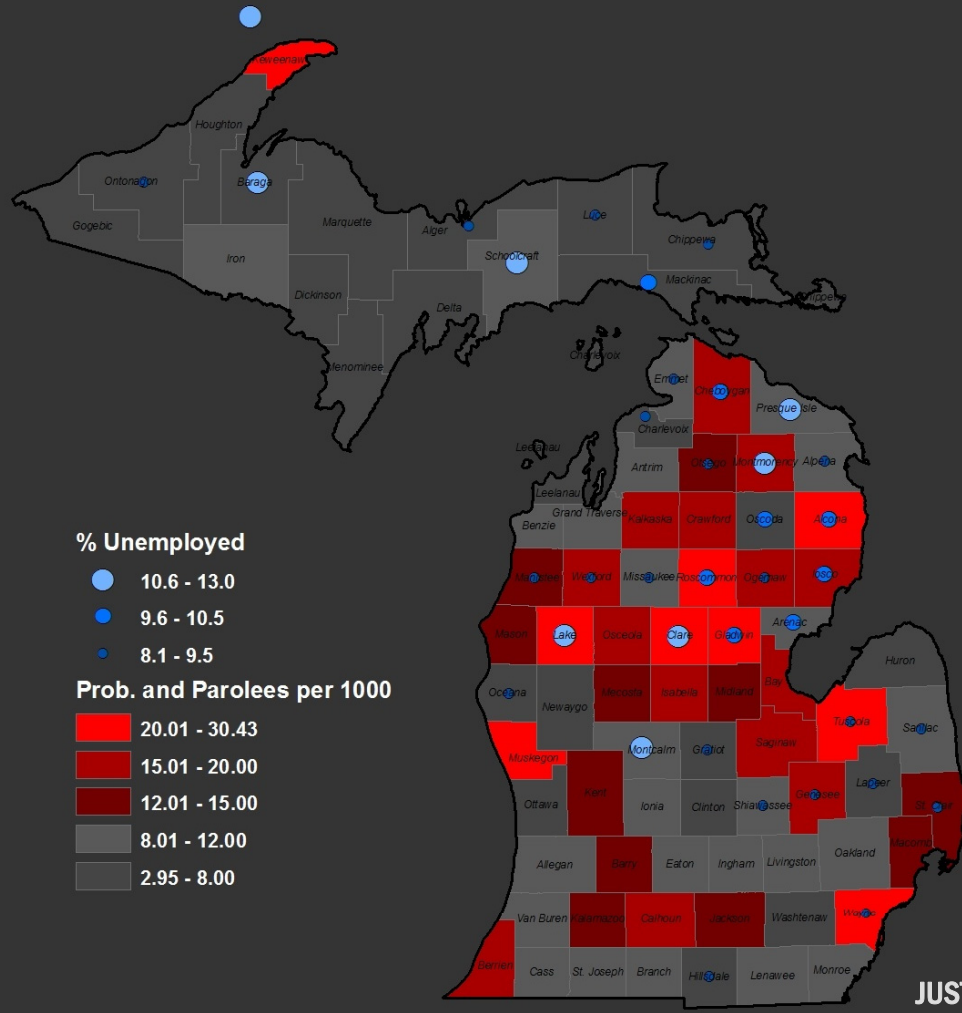 Keweenaw
Houghton
Ontonagon
Baraga
Gogebic
Marquette
Alger
Luce
Chippewa
Iron
Schoolcraft
Mackinac
Dickinson
Delta
Chippewa
Charlevoix
Menominee
Emmet
Cheboygan
Presque Isle
Charlevoix
Leelanau
Antrim
Otsego
Montmorency
Alpena
Leelanau
Grand Traverse
Benzie
Kalkaska
Crawford
Oscoda
Alcona
% Unemployed
10.6 - 13.0
9.6 - 10.5
8.1 - 9.5
Manistee
Wexford
Missaukee
Roscommon
Ogemaw
Iosco
Mason
Lake
Osceola
Clare
Gladwin
Arenac
Huron
Prob. and Parolees per 1000
20.01 - 30.43
15.01 - 20.00
12.01 - 15.00
8.01 - 12.00
2.95 - 8.00
Oceana
Newaygo
Mecosta
Isabella
Midland
Bay
Tuscola
Sanilac
Muskegon
Montcalm
Gratiot
Saginaw
Ottawa
Kent
Ionia
Clinton
Shiawassee
Genesee
Lapeer
St. Clair
Allegan
Barry
Eaton
Ingham
Livingston
Oakland
Macomb
Van Buren
Kalamazoo
Calhoun
Jackson
Washtenaw
Wayne
Berrien
Cass
St. Joseph
Branch
Hillsdale
Lenawee
Monroe
JUST